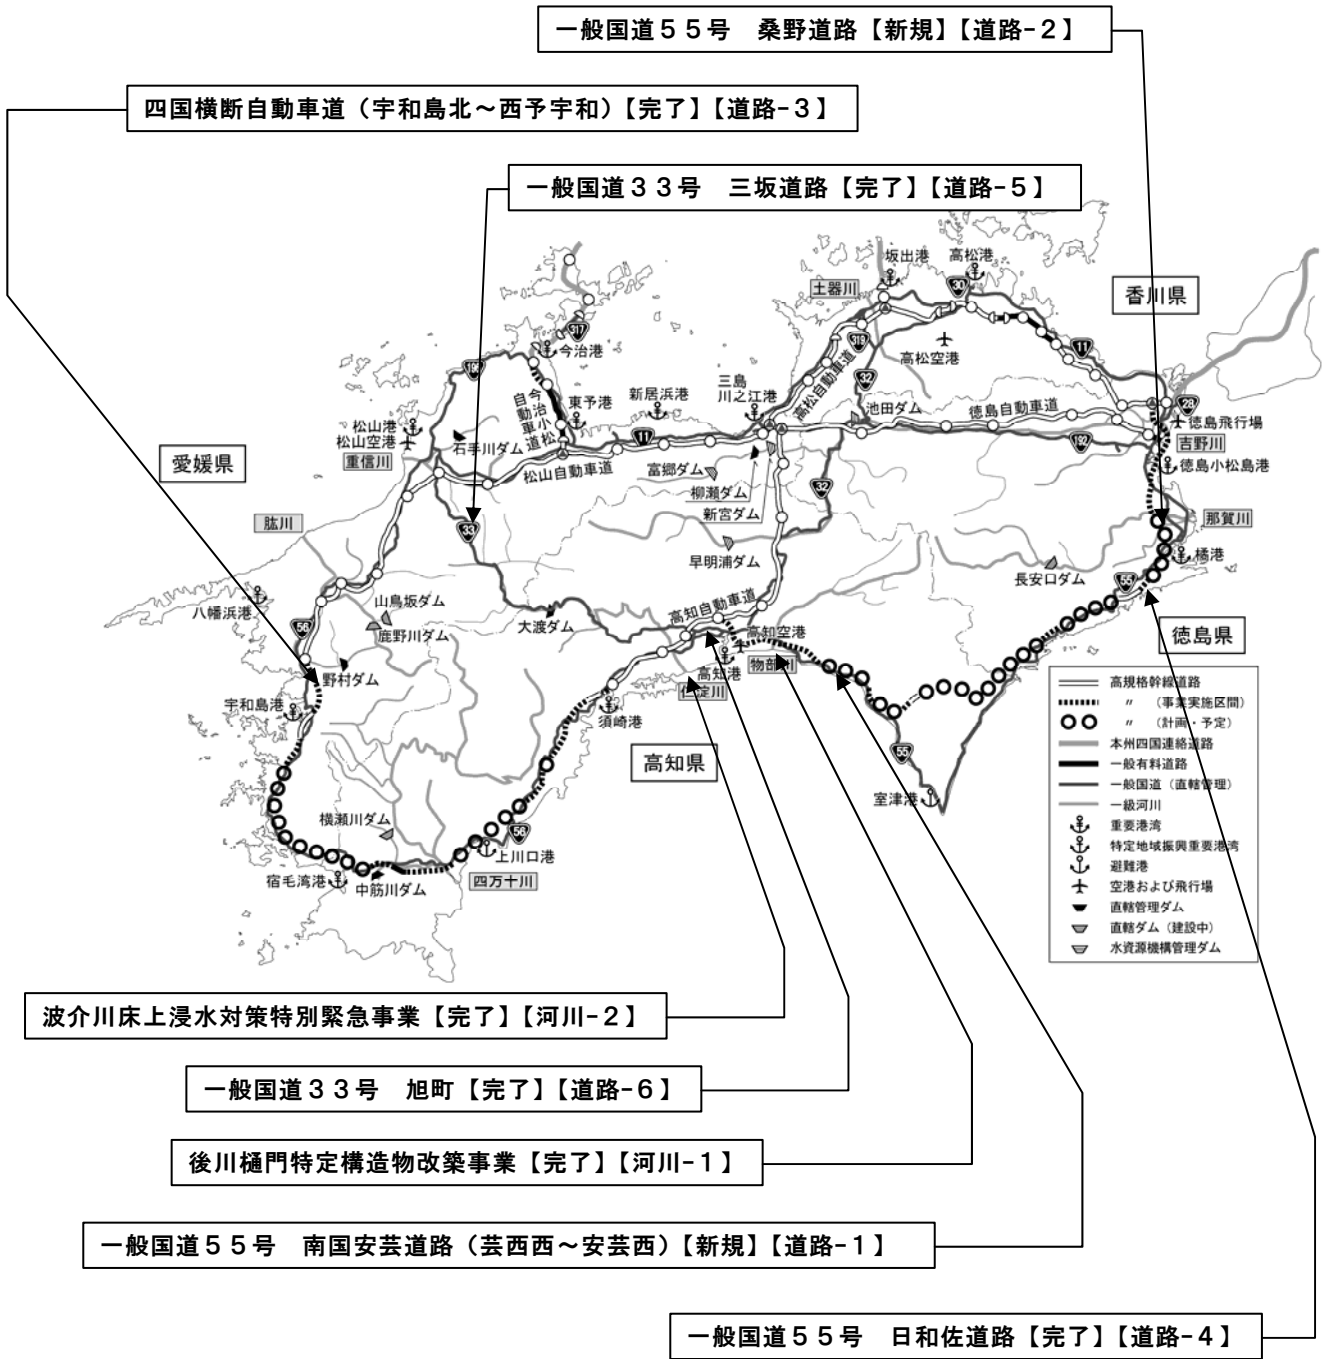 一般国道５５号　桑野道路【新規】【道路-２】
四国横断自動車道（宇和島北～西予宇和）【完了】【道路-３】
一般国道３３号　三坂道路【完了】【道路-５】
坂出港
高松港
土器川
30
香川県
317
今治港
319
高松空港
11
196
高松自動車道
32
三島
川之江港
新居浜港
東予港
今治小松
自動車道
池田ダム
徳島自動車道
28
徳島飛行場
松山港
松山空港
石手川ダム
重信川
11
192
吉野川
愛媛県
松山自動車道
富郷ダム
徳島小松島港
柳瀬ダム
32
新宮ダム
肱川
33
那賀川
早明浦ダム
橘港
長安口ダム
55
八幡浜港
山鳥坂ダム
高知自動車道
大渡ダム
56
鹿野川ダム
高知空港
徳島県
野村ダム
高知港
物部川
仁淀川
宇和島港
須崎港
高知県
55
室津港
横瀬川ダム
56
上川口港
宿毛湾港
中筋川ダム
四万十川
高規格幹線道路
〃　（事業実施区間）
〃　（計画・予定）
本州四国連絡道路
一般有料道路
一般国道（直轄管理）
一級河川
重要港湾
特定地域振興重要港湾
避難港
空港および飛行場
直轄管理ダム
直轄ダム（建設中）
水資源機構管理ダム
波介川床上浸水対策特別緊急事業【完了】【河川-２】
一般国道３３号　旭町【完了】【道路-６】
後川樋門特定構造物改築事業【完了】【河川-１】
一般国道５５号　南国安芸道路（芸西西～安芸西）【新規】【道路-１】
一般国道５５号　日和佐道路【完了】【道路-４】